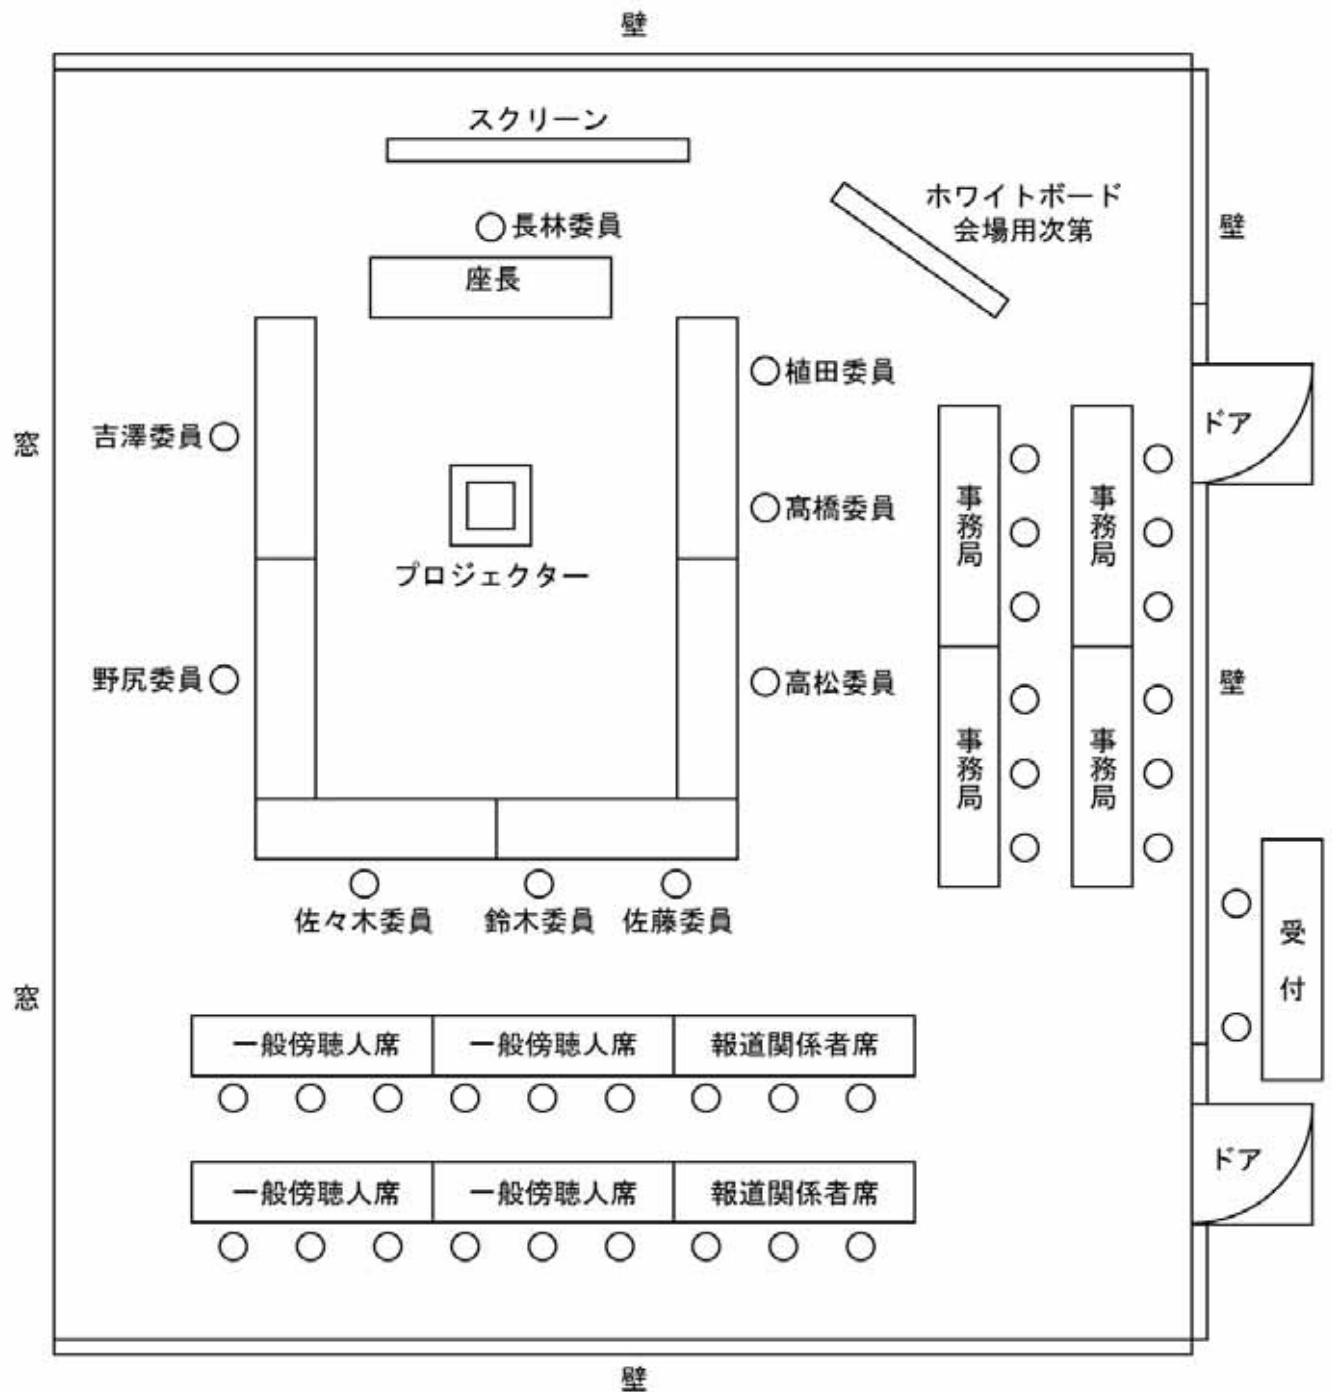 壁
スクリーン
ホワイトボード
会場用次第
壁
長林委員
座長
植田委員
ドア
吉澤委員
窓
髙橋委員
事務局
事務局
プロジェクター
野尻委員
高松委員
壁
事務局
事務局
佐々木委員
鈴木委員
佐藤委員
受付
窓
一般傍聴人席
一般傍聴人席
報道関係者席
ドア
一般傍聴人席
一般傍聴人席
報道関係者席
壁